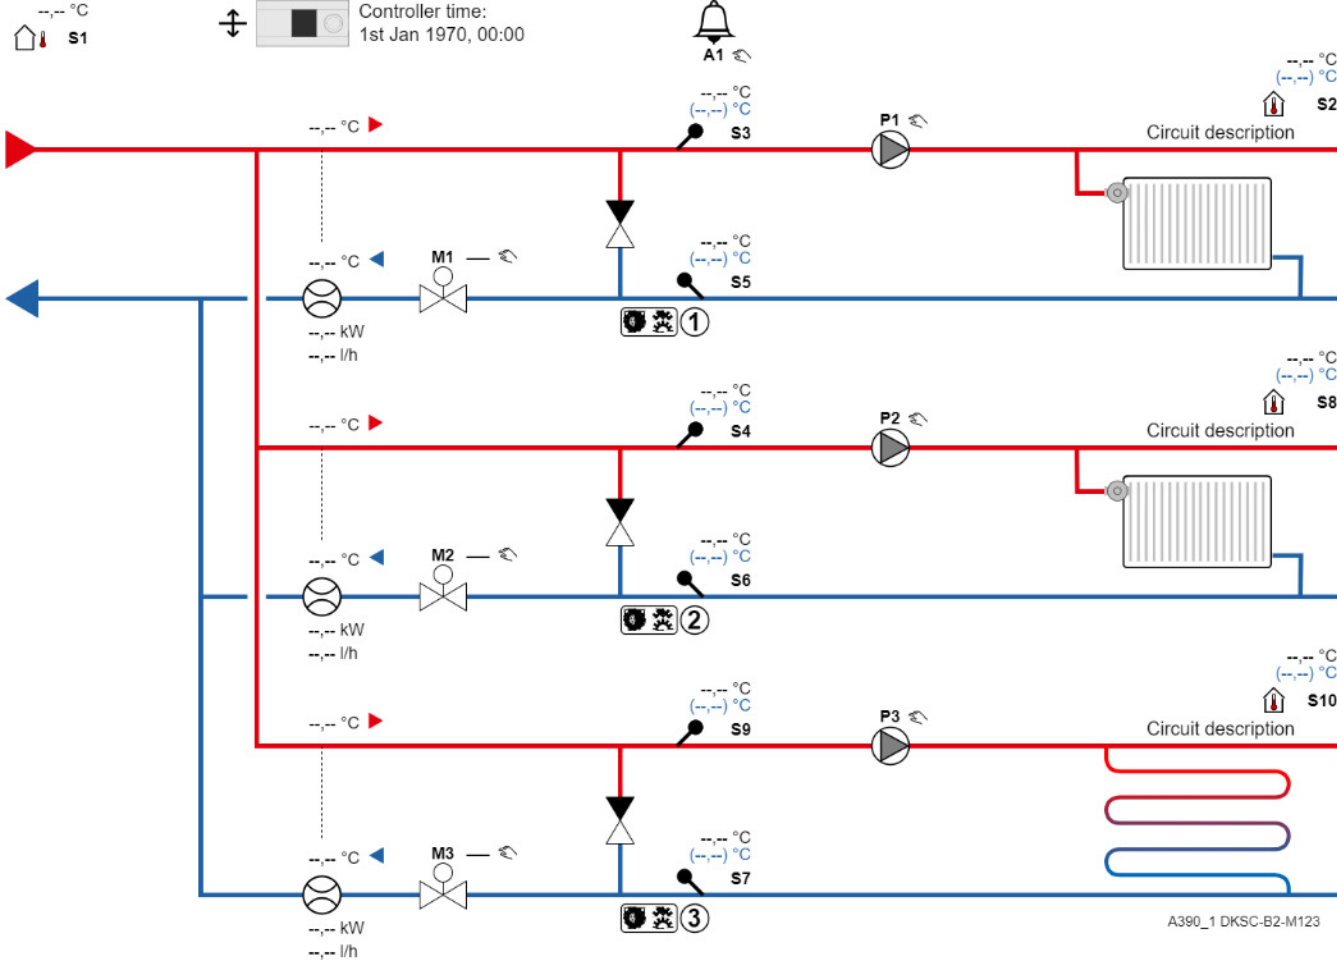 --,-- °C
S1
Controller time:
1st Jan 1970, 00:00
A1
--,-- °C
(--,--) °C
S2
Circuit description
--,-- °C
(--,--) °C
S3
P1
--,-- °C
--,-- °C
M1
--,-- °C
(--,--) °C
S5
1
--,-- kW
--,-- l/h
--,-- °C
(--,--) °C
S8
Circuit description
--,-- °C
(--,--) °C
S4
P2
--,-- °C
--,-- °C
M2
--,-- °C
(--,--) °C
S6
2
--,-- kW
--,-- l/h
--,-- °C
(--,--) °C
S10
Circuit description
--,-- °C
(--,--) °C
S9
P3
--,-- °C
--,-- °C
M3
--,-- °C
(--,--) °C
S7
3
--,-- kW
--,-- l/h
A390_1 DKSC-B2-M123